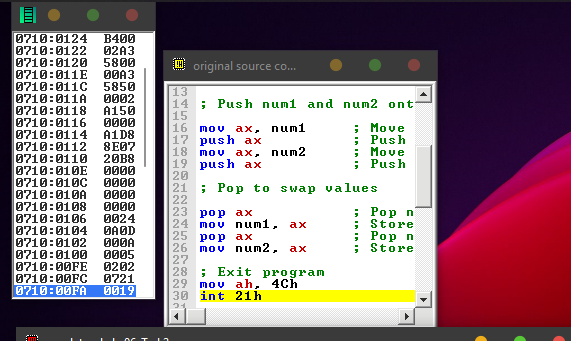 0710:0124 B400
0710:0122 02A3
0710:0120 5800
0710:011E 00A3
0710:011C 5850
0710:011A 0002
0710:0118 A150
0710:0116 0000
0710:0114 A1D8
0710:0112 8E07
0710:0110 20B8
0710:010E 0000
0710:010C 0000
0710:010A 0000
0710:0108 0000
0710:0106 0024
0710:0104 0A0D
0710:0102 000A
0710:0100 0005
0710:00FE 0202
0710:00FC 0721
0710:00FA 0019
original source co...
13
14 ; Push num1 and num2 ont
15
16 mov ax, num1 ; Move
17 push ax ; Push
18 mov ax, num2 ; Move
19 push ax ; Push
20
21 ; Pop to swap values
22
23 pop ax ; Pop n
24 mov num1, ax ; Store
25 pop ax ; Pop n
26 mov num2, ax ; Store
27
28 ; Exit program
29 mov ah, 4Ch
30 int 21h